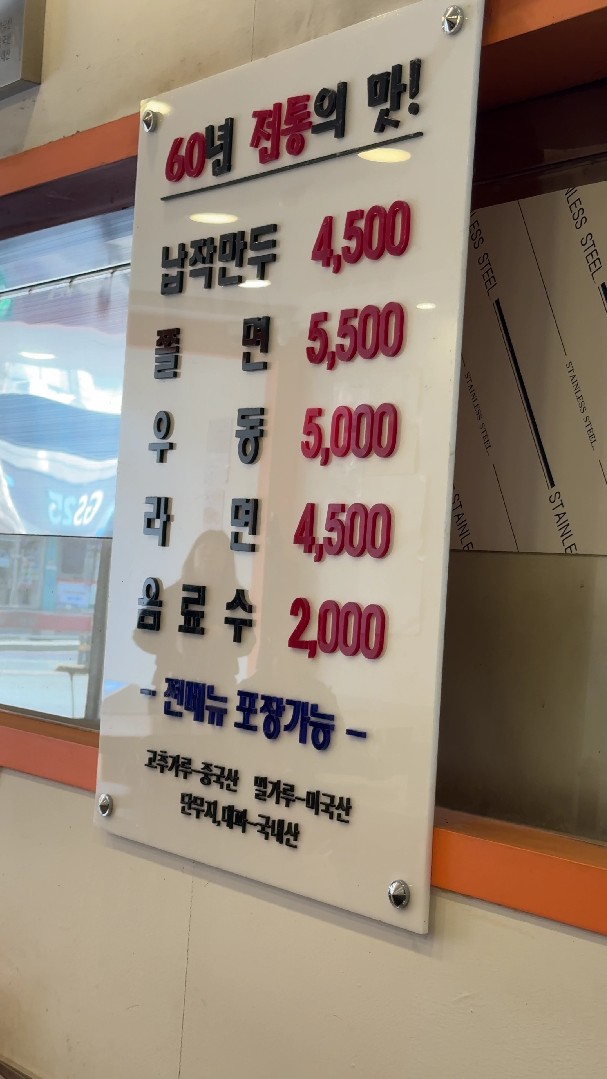 60년 전통의 맛!
납작만두 4,500
쫄 면 5,500
우 동 5,000
라 면 4,500
음 료 수 2,000
- 전메뉴 포장가능 -
고추가루-중국산 밀가루-미국산
단무지,대파-국내산
GS25
STAINLESS STEEL
STAINLESS STEEL